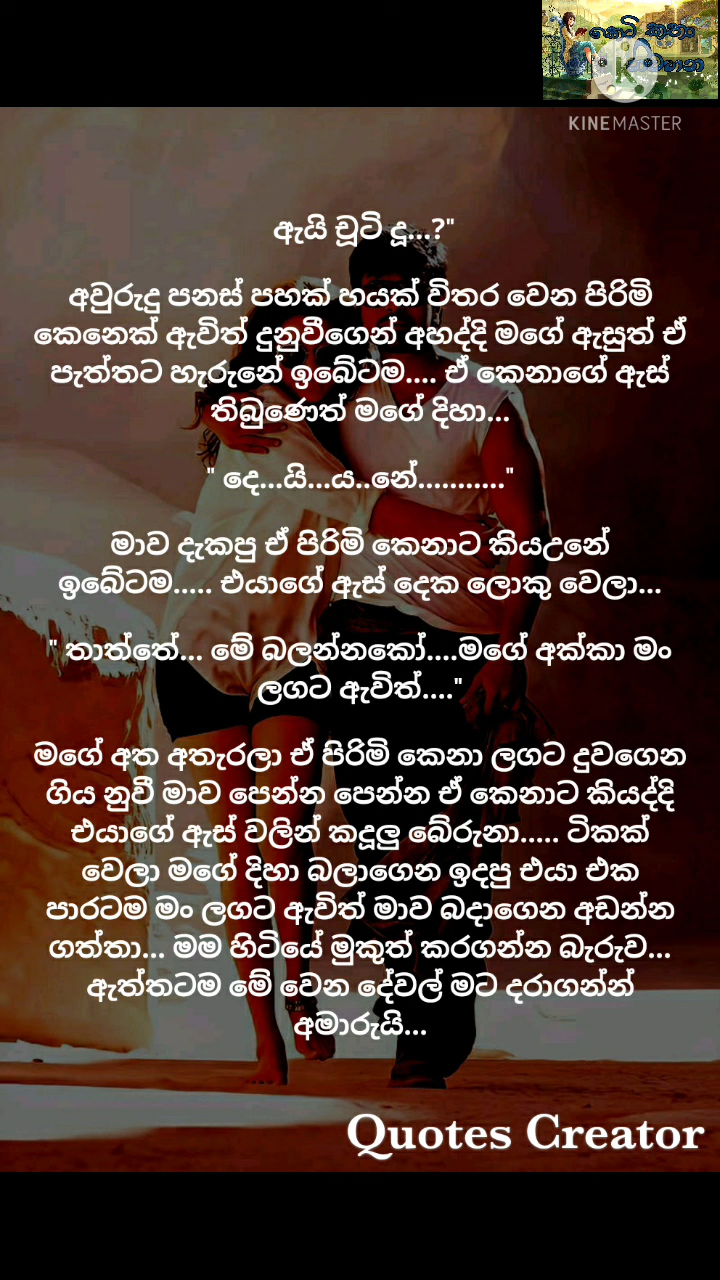 කොටි කතා
KINEMASTER
ඇයි චූටි දූ...?"
අවුරුදු පනස් පහක් හයක් විතර වෙන පිරිමි
කෙනෙක් ඇවිත් දුනුවීගෙන් අහද්දි මගේ ඇසුත් ඒ
පැත්තට හැරුනේ ඉබේටම.... ඒ කෙනාගේ ඇස්
තිබුණෙත් මගේ දිහා...
" දෙ...යි...ය..නේ..........."
මාව දැකපු ඒ පිරිමි කෙනාට කියඋනේ
ඉබේටම..... එයාගේ ඇස් දෙක ලොකු වෙලා...
" තාත්තේ... මේ බලන්නකෝ....මගේ අක්කා මං
ලගට ඇවිත්...."
මගේ අත අතැරලා ඒ පිරිමි කෙනා ලගට දුවගෙන
ගිය නුවී මාව පෙන්න පෙන්න ඒ කෙනාට කියද්දි
එයාගේ ඇස් වලින් කදූලු බේරුනා..... ටිකක්
වෙලා මගේ දිහා බලාගෙන ඉදපු එයා එක
පාරටම මං ලගට ඇවිත් මාව බදාගෙන අඩන්න
ගත්තා... මම හිටියේ මුකුත් කරගන්න බැරුව...
ඇත්තටම මේ වෙන දේවල් මට දරාගන්න්
අමාරුයි...
Quotes Creator